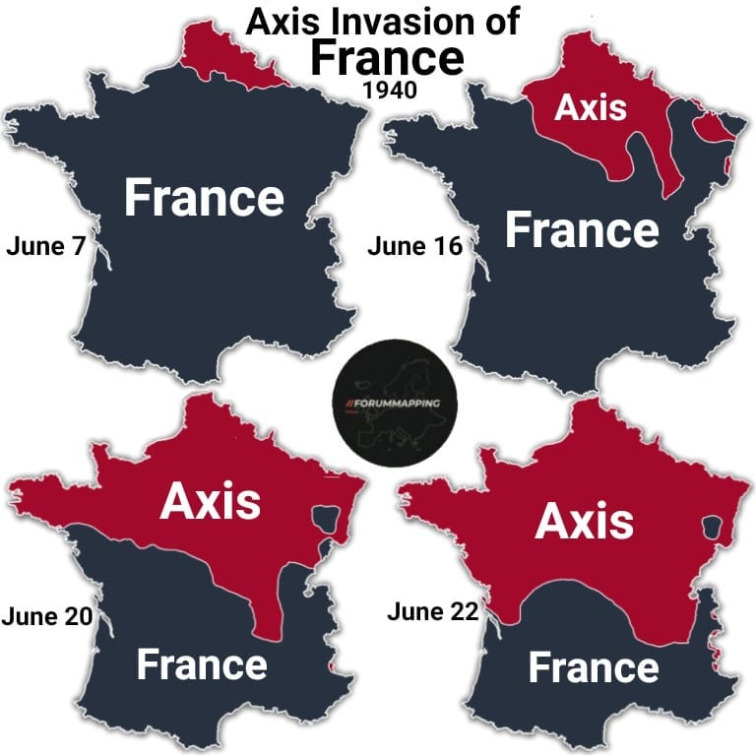 Axis Invasion of
France
1940
France
June 7
Axis
France
June 16
//FORUMMAPPING
Axis
June 20
France
Axis
June 22
France